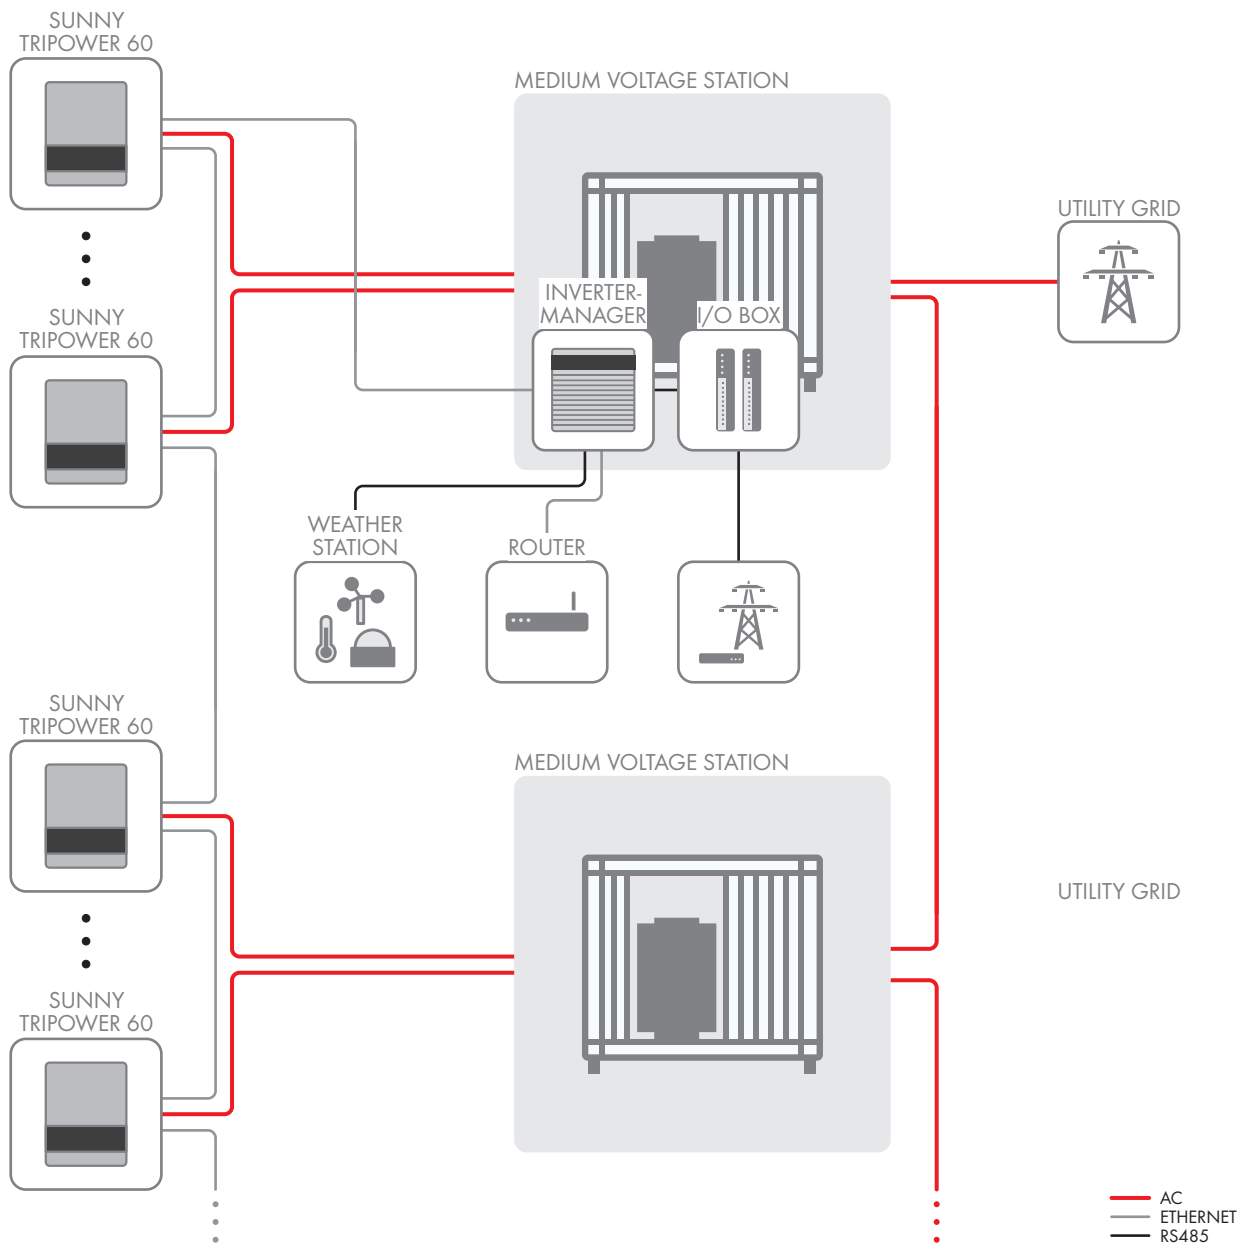 SUNNY
TRIPOWER 60
MEDIUM VOLTAGE STATION
UTILITY GRID
INVERTER-
MANAGER
I/O BOX
SUNNY
TRIPOWER 60
WEATHER
STATION
ROUTER
SUNNY
TRIPOWER 60
MEDIUM VOLTAGE STATION
UTILITY GRID
SUNNY
TRIPOWER 60
AC
ETHERNET
RS485